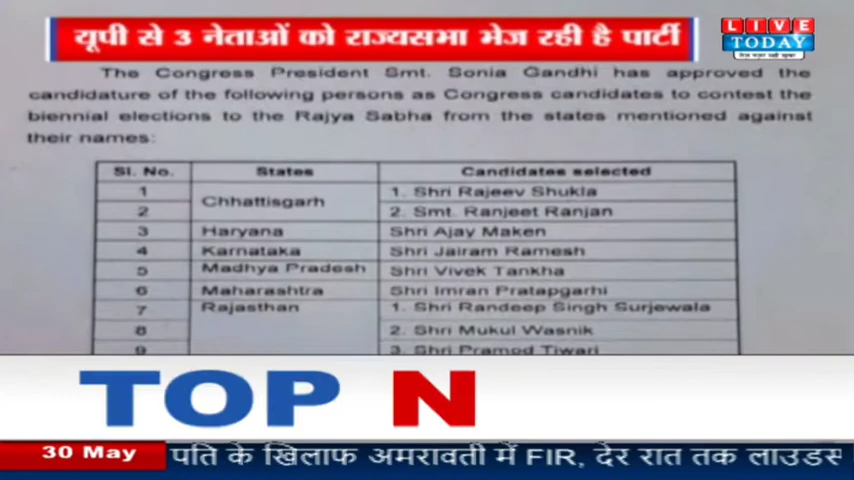 यूपी से 3 नेताओं को राज्यसभा भेज रही है पार्टी
LIVE
TODAY
The Congress President Smt. Sonia Gandhi has approved the
candidature of the following persons as Congress candidates to contest the
biennial elections to the Rajya Sabha from the states mentioned against
their names:
Sl. No. States Candidates selected
1 Chhattisgarh 1. Shri Rajeev Shukla
2 2. Smt. Ranjeet Ranjan
3 Haryana Shri Ajay Maken
4 Karnataka Shri Jairam Ramesh
5 Madhya Pradesh Shri Vivek Tankha
6 Maharashtra Shri Imran Pratapgarhi
7 Rajasthan 1. Shri Randeep Singh Surjewala
8 2. Shri Mukul Wasnik
9 3. Shri Pramod Tiwari
TOP N
30 May पति के खिलाफ अमरावती में FIR, देर रात तक लाउडस